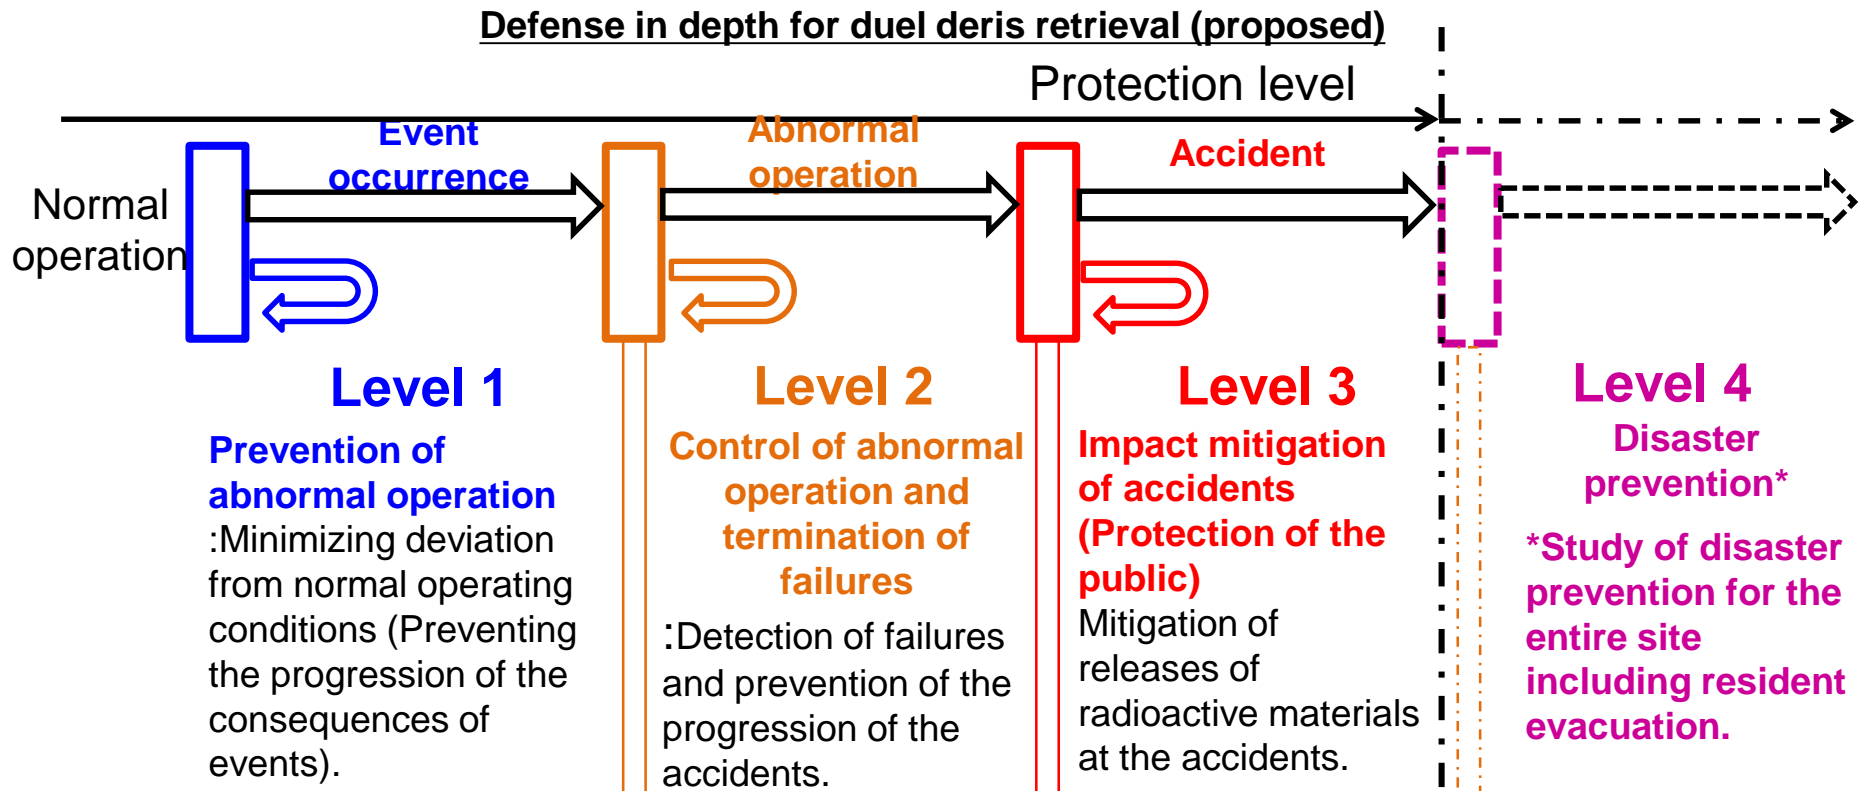 Defense in depth for duel deris retrieval (proposed)
Protection level
Normal
operation
Event
occurrence
Abnormal
operation
Accident
Level 1
Prevention of
abnormal operation
:Minimizing deviation
from normal operating
conditions (Preventing
the progression of the
consequences of
events).
Level 2
Control of abnormal
operation and
termination of
failures
:Detection of failures
and prevention of the
progression of the
accidents.
Level 3
Impact mitigation
of accidents
(Protection of the
public)
Mitigation of
releases of
radioactive materials
at the accidents.
Level 4
Disaster
prevention*
*Study of disaster
prevention for the
entire site
including resident
evacuation.